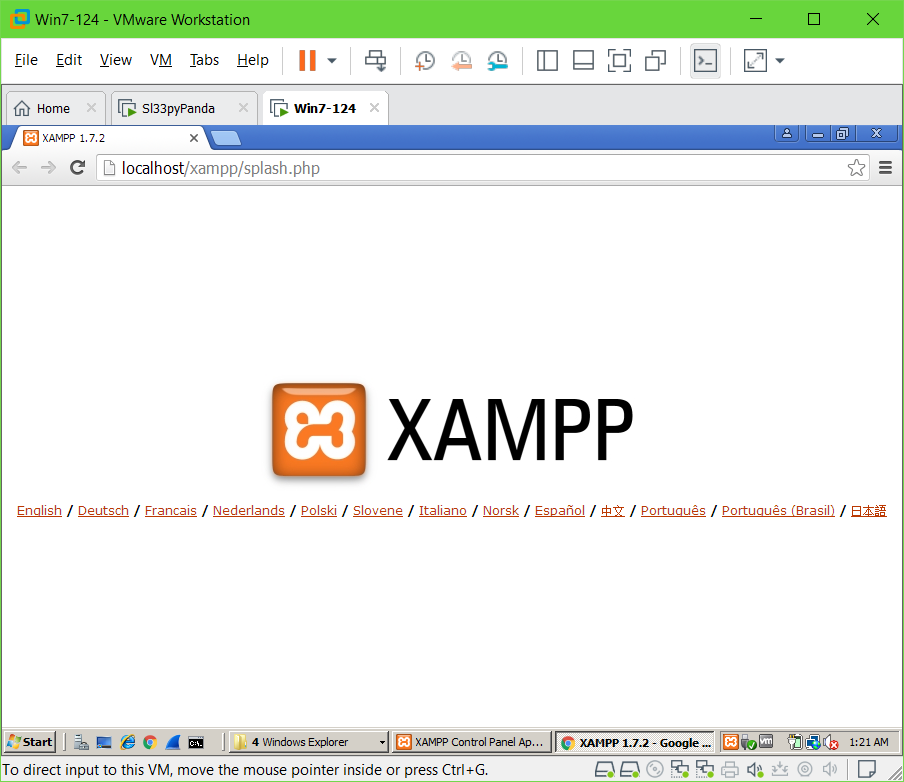 Win7-124 - VMware Workstation
File Edit View VM Tabs Help
Home Sl33pyPanda Win7-124
XAMPP 1.7.2
localhost/xampp/splash.php
XAMPP
English / Deutsch / Francais / Nederlands / Polski / Slovene / Italiano / Norsk / Español / 中文 / Português / Português (Brasil) / 日本語
Start 4 Windows Explorer XAMPP Control Panel Ap... XAMPP 1.7.2 - Google ... 1:21 AM
To direct input to this VM, move the mouse pointer inside or press Ctrl+G.